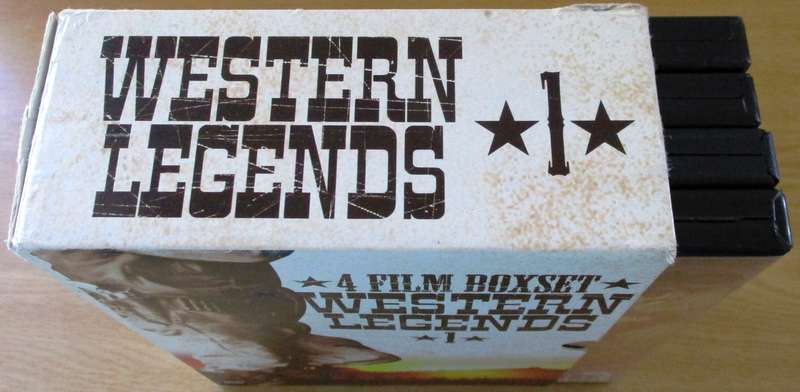 WESTERN
LEGENDS
★1★
★4 FILM BOXSET★
WESTERN
LEGENDS
★1★